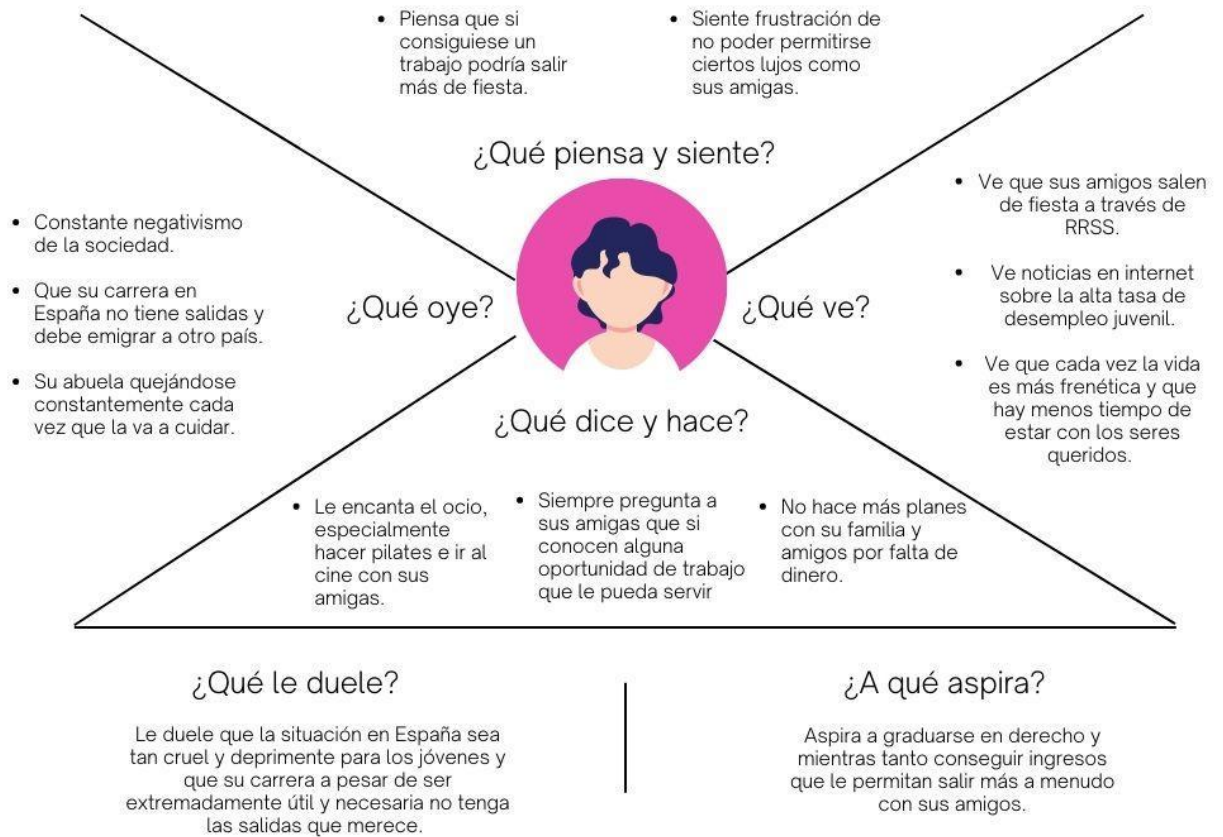 • Piensa que si
consiguiese un
trabajo podría salir
más de fiesta.
• Siente frustración de
no poder permitirse
ciertos lujos como
sus amigas.
¿Qué piensa y siente?
• Constante negativismo
de la sociedad.
• Que su carrera en
España no tiene salidas y
debe emigrar a otro país.
• Su abuela quejándose
constantemente cada
vez que la va a cuidar.
¿Qué oye?
¿Qué ve?
• Ve que sus amigos salen
de fiesta a través de
RRSS.
• Ve noticias en internet
sobre la alta tasa de
desempleo juvenil.
• Ve que cada vez la vida
es más frenética y que
hay menos tiempo de
estar con los seres
queridos.
¿Qué dice y hace?
• Le encanta el ocio,
especialmente
hacer pilates e ir al
cine con sus
amigas.
• Siempre pregunta a
sus amigas que si
conocen alguna
oportunidad de trabajo
que le pueda servir
• No hace más planes
con su familia y
amigos por falta de
dinero.
¿Qué le duele?
Le duele que la situación en España sea
tan cruel y deprimente para los jóvenes y
que su carrera a pesar de ser
extremadamente útil y necesaria no tenga
las salidas que merece.
¿A qué aspira?
Aspira a graduarse en derecho y
mientras tanto conseguir ingresos
que le permitan salir más a menudo
con sus amigos.